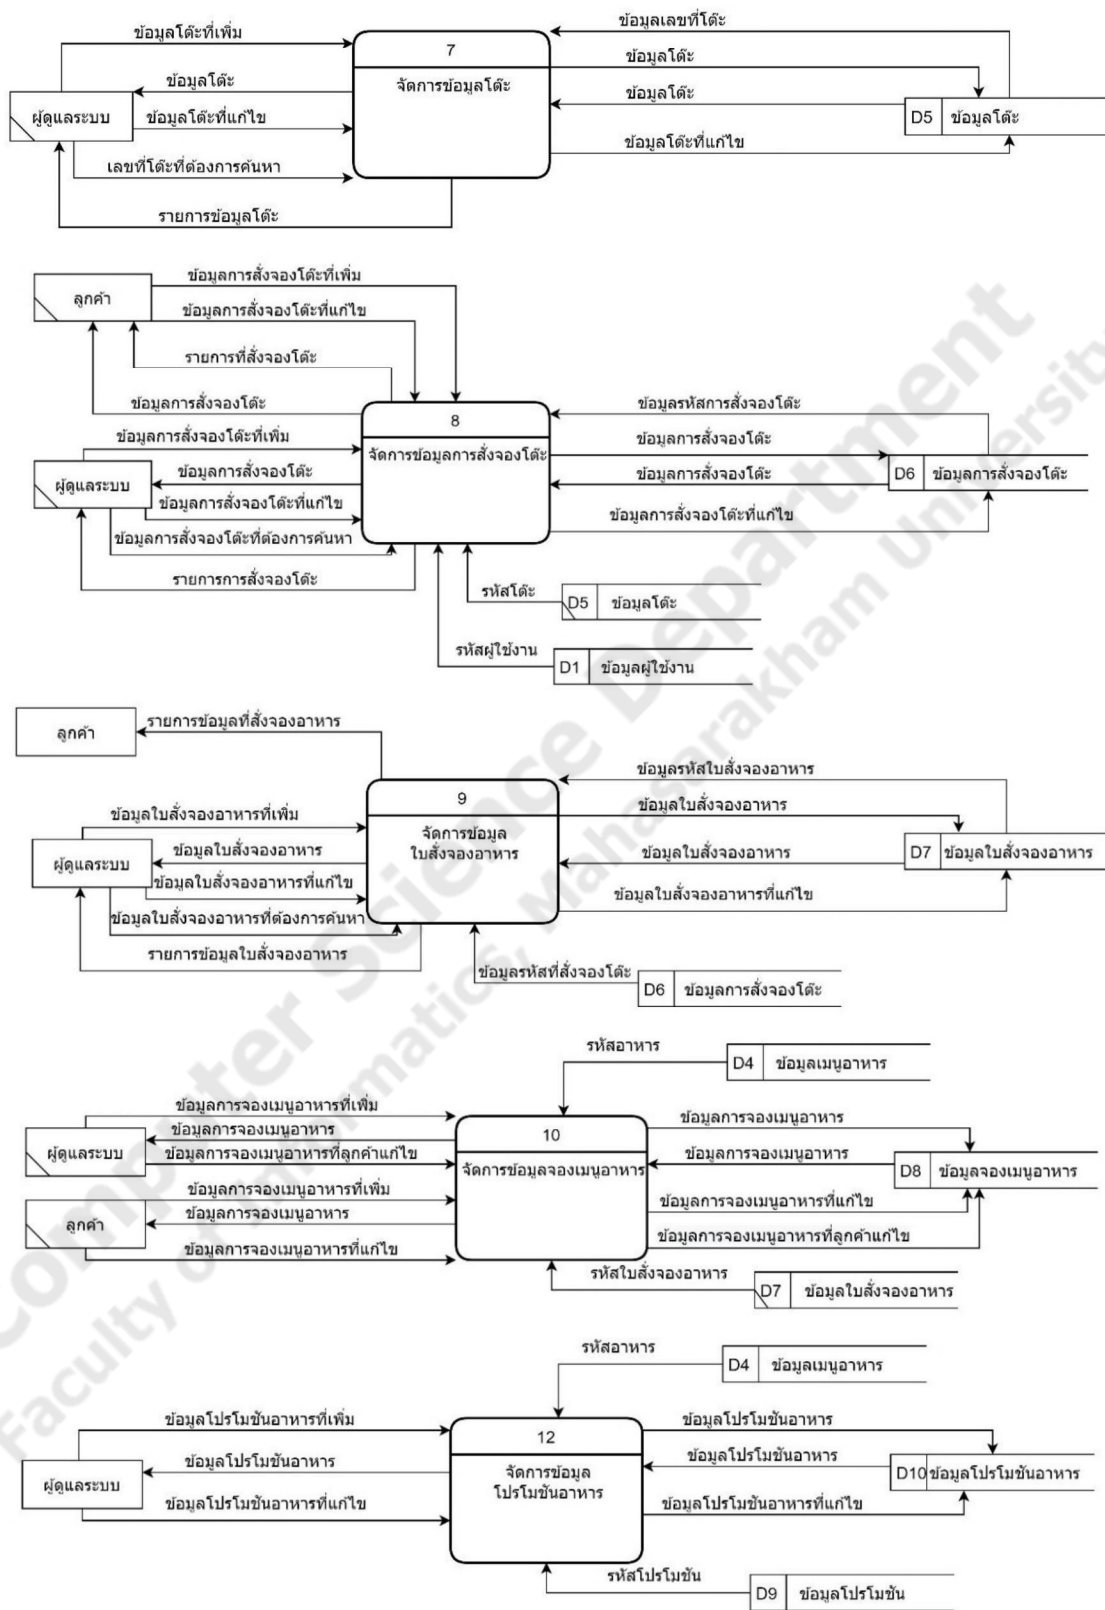 ข้อมูลเลขที่โต๊ะ
ข้อมูลโต๊ะที่เพิ่ม
7
ข้อมูลโต๊ะ
ข้อมูลโต๊ะ
จัดการข้อมูลโต๊ะ
ข้อมูลโต๊ะ
ผู้ดูแลระบบ
ข้อมูลโต๊ะที่แก้ไข
D5 ข้อมูลโต๊ะ
ข้อมูลโต๊ะที่แก้ไข
เลขที่โต๊ะที่ต้องการค้นหา
รายการข้อมูลโต๊ะ
ข้อมูลการสั่งจองโต๊ะที่เพิ่ม
ลูกค้า
ข้อมูลการสั่งจองโต๊ะที่แก้ไข
รายการที่สั่งจองโต๊ะ
ข้อมูลการสั่งจองโต๊ะ
ข้อมูลรหัสการสั่งจองโต๊ะ
8
ข้อมูลการสั่งจองโต๊ะที่เพิ่ม
ข้อมูลการสั่งจองโต๊ะ
จัดการข้อมูลการสั่งจองโต๊ะ
ข้อมูลการสั่งจองโต๊ะ
ข้อมูลการสั่งจองโต๊ะ
ผู้ดูแลระบบ
D6 ข้อมูลการสั่งจองโต๊ะ
ข้อมูลการสั่งจองโต๊ะที่แก้ไข
ข้อมูลการสั่งจองโต๊ะที่แก้ไข
ข้อมูลการสั่งจองโต๊ะที่ต้องการค้นหา
รายการการสั่งจองโต๊ะ
รหัสโต๊ะ
D5 ข้อมูลโต๊ะ
รหัสผู้ใช้งาน
D1 ข้อมูลผู้ใช้งาน
รายการข้อมูลที่สั่งจองอาหาร
ลูกค้า
ข้อมูลรหัสใบสั่งจองอาหาร
9
ข้อมูลใบสั่งจองอาหารที่เพิ่ม
ข้อมูลใบสั่งจองอาหาร
จัดการข้อมูล
ใบสั่งจองอาหาร
ข้อมูลใบสั่งจองอาหาร
ข้อมูลใบสั่งจองอาหาร
ผู้ดูแลระบบ
D7 ข้อมูลใบสั่งจองอาหาร
ข้อมูลใบสั่งจองอาหารที่แก้ไข
ข้อมูลใบสั่งจองอาหารที่แก้ไข
ข้อมูลใบสั่งจองอาหารที่ต้องการค้นหา
รายการข้อมูลใบสั่งจองอาหาร
ข้อมูลรหัสที่สั่งจองโต๊ะ
D6 ข้อมูลการสั่งจองโต๊ะ
รหัสอาหาร
D4 ข้อมูลเมนูอาหาร
ข้อมูลการจองเมนูอาหารที่เพิ่ม
ข้อมูลการจองเมนูอาหาร
10
ข้อมูลการจองเมนูอาหาร
ผู้ดูแลระบบ
ข้อมูลการจองเมนูอาหารที่ลูกค้าแก้ไข
จัดการข้อมูลจองเมนูอาหาร
ข้อมูลการจองเมนูอาหาร
D8 ข้อมูลจองเมนูอาหาร
ข้อมูลการจองเมนูอาหารที่เพิ่ม
ข้อมูลการจองเมนูอาหารที่แก้ไข
ลูกค้า
ข้อมูลการจองเมนูอาหาร
ข้อมูลการจองเมนูอาหารที่ลูกค้าแก้ไข
ข้อมูลการจองเมนูอาหารที่แก้ไข
รหัสใบสั่งจองอาหาร
D7 ข้อมูลใบสั่งจองอาหาร
รหัสอาหาร
D4 ข้อมูลเมนูอาหาร
ข้อมูลโปรโมชันอาหารที่เพิ่ม
ข้อมูลโปรโมชันอาหาร
12
ข้อมูลโปรโมชันอาหาร
ข้อมูลโปรโมชันอาหาร
จัดการข้อมูล
โปรโมชันอาหาร
ผู้ดูแลระบบ
D10 ข้อมูลโปรโมชันอาหาร
ข้อมูลโปรโมชันอาหารที่แก้ไข
ข้อมูลโปรโมชันอาหารที่แก้ไข
รหัสโปรโมชัน
D9 ข้อมูลโปรโมชัน
Computer Science Department
Faculty of Informatics, Mahasarakham University